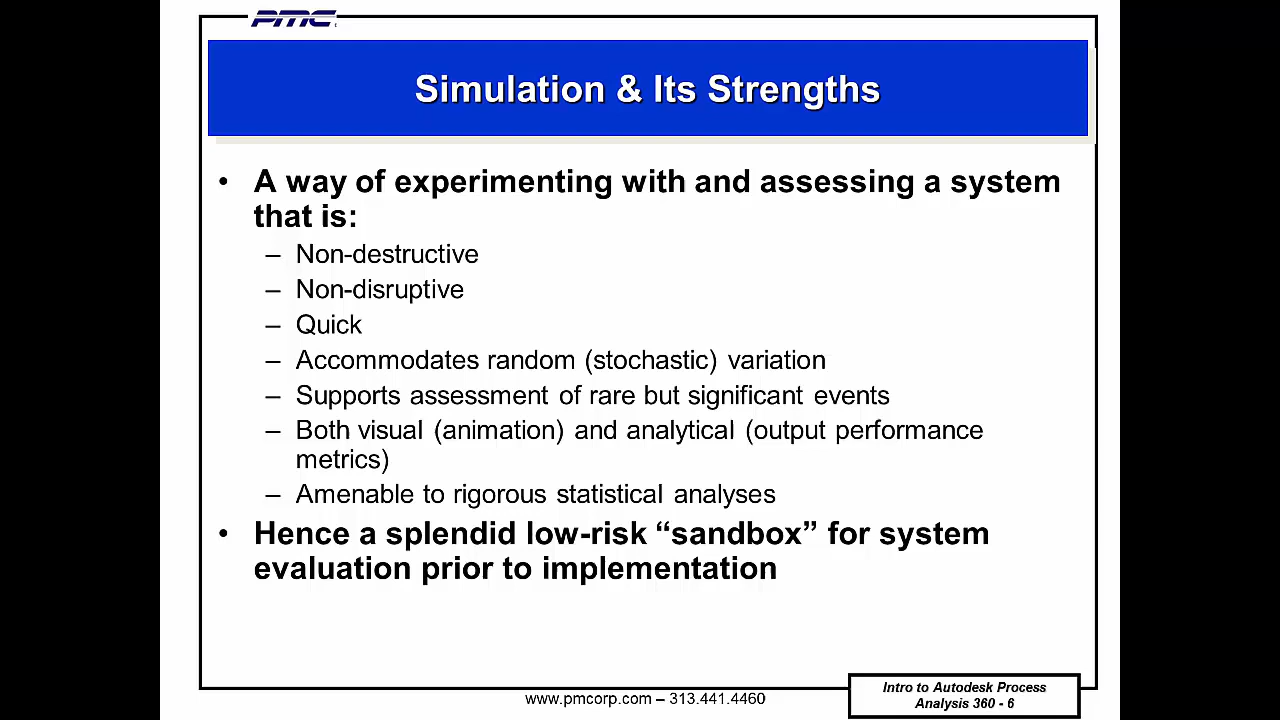 PMC
Simulation & Its Strengths
• A way of experimenting with and assessing a system
that is:
– Non-destructive
– Non-disruptive
– Quick
– Accommodates random (stochastic) variation
– Supports assessment of rare but significant events
– Both visual (animation) and analytical (output performance
metrics)
– Amenable to rigorous statistical analyses
• Hence a splendid low-risk “sandbox” for system
evaluation prior to implementation
www.pmcorp.com – 313.441.4460
Intro to Autodesk Process
Analysis 360 - 6